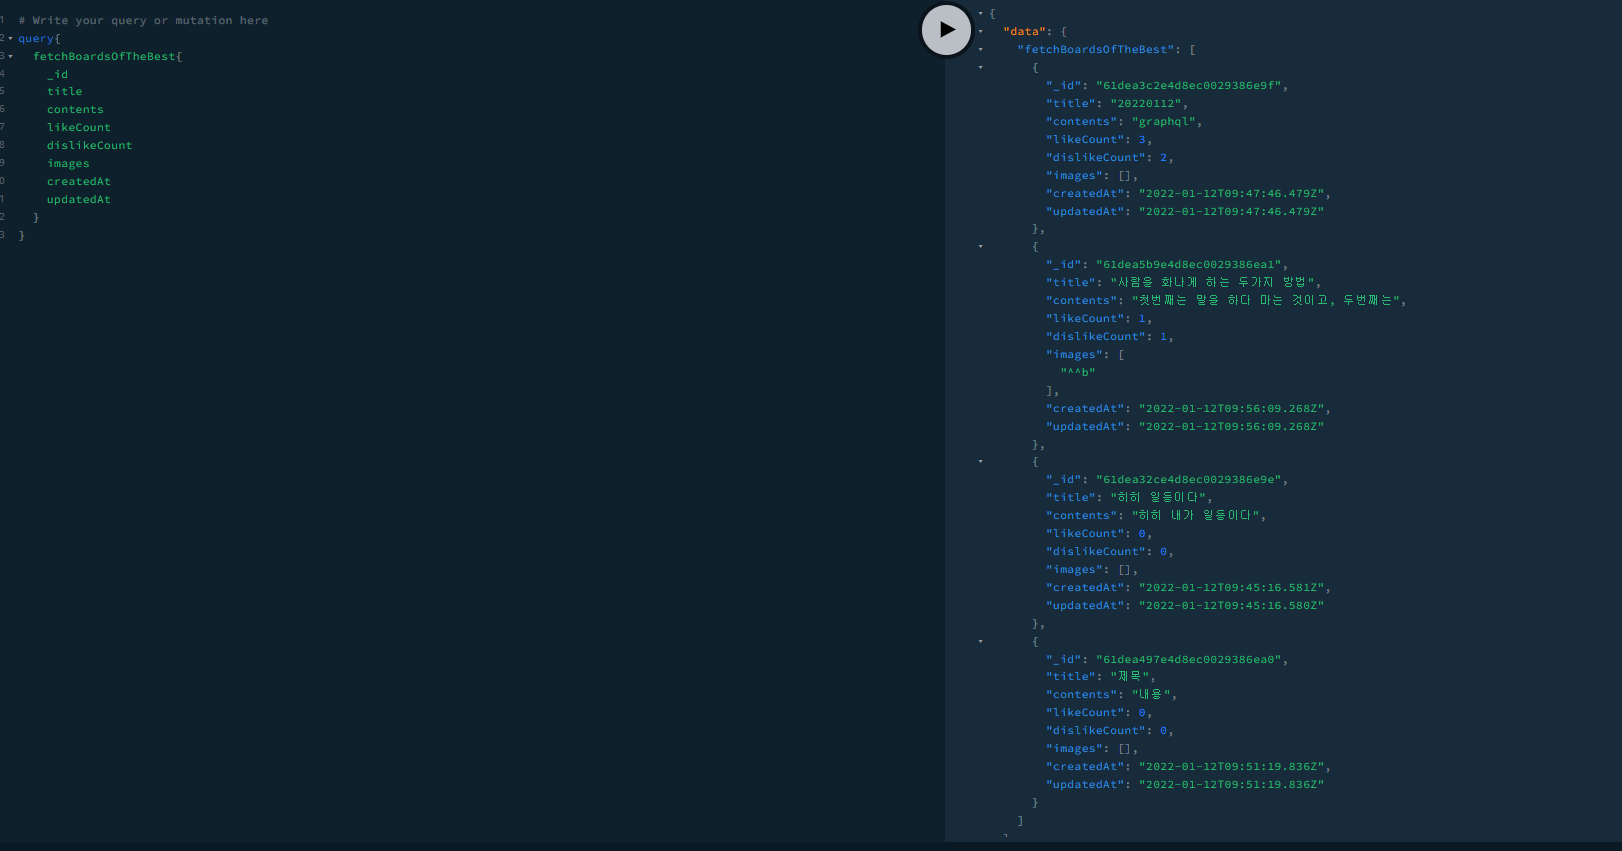 1 # Write your query or mutation here
2 query{
3 fetchBoardsOfTheBest{
4 _id
5 title
6 contents
7 likeCount
8 dislikeCount
9 images
0 createdAt
1 updatedAt
2 }
3 }
{
"data": {
"fetchBoardsOfTheBest": [
{
"_id": "61dea3c2e4d8ec0029386e9f",
"title": "20220112",
"contents": "graphql",
"likeCount": 3,
"dislikeCount": 2,
"images": [],
"createdAt": "2022-01-12T09:47:46.479Z",
"updatedAt": "2022-01-12T09:47:46.479Z"
},
{
"_id": "61dea5b9e4d8ec0029386ea1",
"title": "사람을 화나게 하는 두가지 방법",
"contents": "첫번째는 말을 하다 마는 것이고, 두번째는",
"likeCount": 1,
"dislikeCount": 1,
"images": [
"^^b"
],
"createdAt": "2022-01-12T09:56:09.268Z",
"updatedAt": "2022-01-12T09:56:09.268Z"
},
{
"_id": "61dea32ce4d8ec0029386e9e",
"title": "히히 일등이다",
"contents": "히히 내가 일등이다",
"likeCount": 0,
"dislikeCount": 0,
"images": [],
"createdAt": "2022-01-12T09:45:16.581Z",
"updatedAt": "2022-01-12T09:45:16.580Z"
},
{
"_id": "61dea497e4d8ec0029386ea0",
"title": "제목",
"contents": "내용",
"likeCount": 0,
"dislikeCount": 0,
"images": [],
"createdAt": "2022-01-12T09:51:19.836Z",
"updatedAt": "2022-01-12T09:51:19.836Z"
}
]